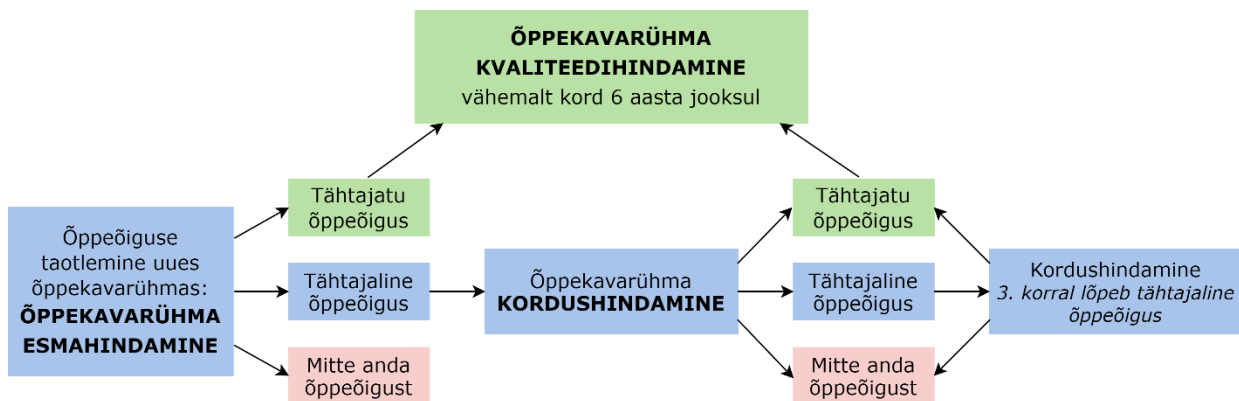 ÕPPEKAVARÜHMA
KVALITEEDIHINDAMINE
vähemalt kord 6 aasta jooksul
Õppeõiguse
taotlemine uues
õppekavarühmas:
ÕPPEKAVARÜHMA
ESMAHINDAMINE
Tähtajatu
õppeõigus
Tähtajaline
õppeõigus
Mitte anda
õppeõigust
Õppekavarühma
KORDUSHINDAMINE
Tähtajatu
õppeõigus
Tähtajaline
õppeõigus
Mitte anda
õppeõigust
Kordushindamine
3. korral lõpeb tähtajaline
õppeõigus